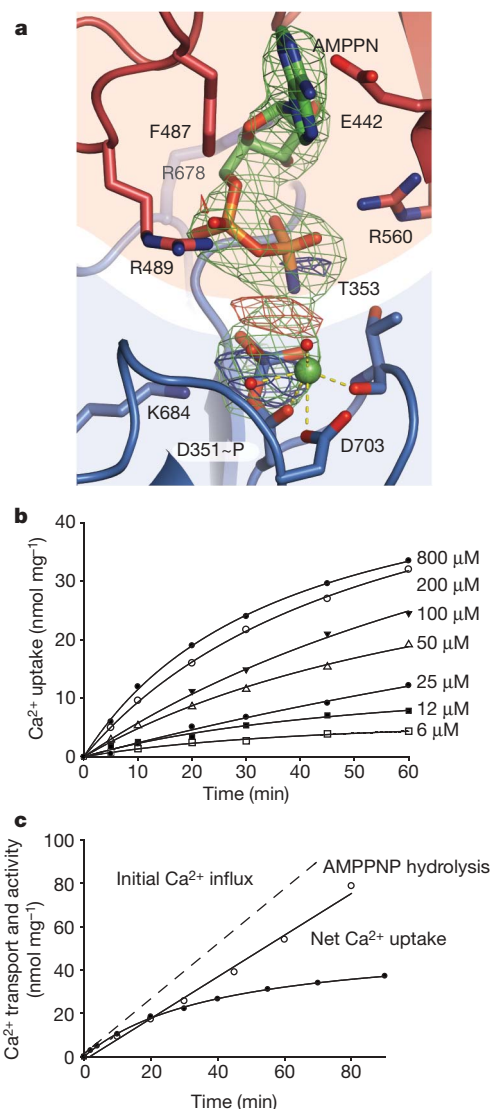 a
AMPPN
F487
E442
R678
R560
R489
T353
K684
D351~P
D703
b
40
30
20
10
0
Ca²⁺ uptake (nmol mg⁻¹)
800 μM
200 μM
100 μM
50 μM
25 μM
12 μM
6 μM
0 10 20 30 40 50 60
Time (min)
c
100
80
60
40
20
0
Ca²⁺ transport and activity
(nmol mg⁻¹)
Initial Ca²⁺ influx
AMPPNP hydrolysis
Net Ca²⁺ uptake
0 20 40 60 80
Time (min)